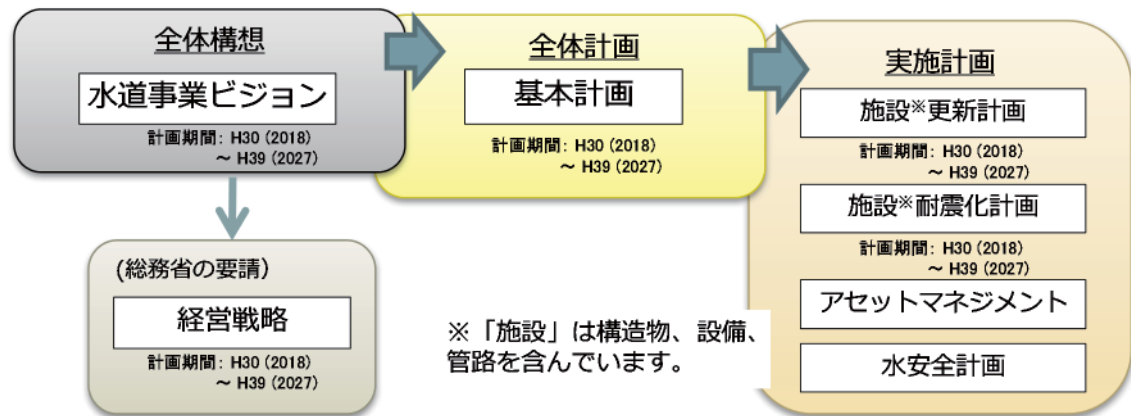 全体構想
水道事業ビジョン
計画期間: H30 (2018)
～ H39 (2027)
(総務省の要請)
経営戦略
計画期間: H30 (2018)
～ H39 (2027)
全体計画
基本計画
計画期間: H30 (2018)
～ H39 (2027)
※「施設」は構造物、設備、
管路を含んでいます。
実施計画
施設※更新計画
計画期間: H30 (2018)
～ H39 (2027)
施設※耐震化計画
計画期間: H30 (2018)
～ H39 (2027)
アセットマネジメント
水安全計画